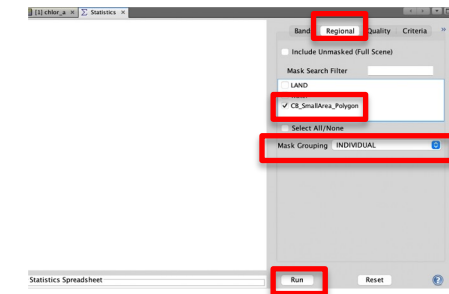 [1] chlor_a × Σ Statistics ×
Band Regional Quality Criteria »
Include Unmasked (Full Scene)
Mask Search Filter
LAND
✓ CB_SmallArea_Polygon
Select All/None
Mask Grouping INDIVIDUAL
Statistics Spreadsheet
Run Reset ?